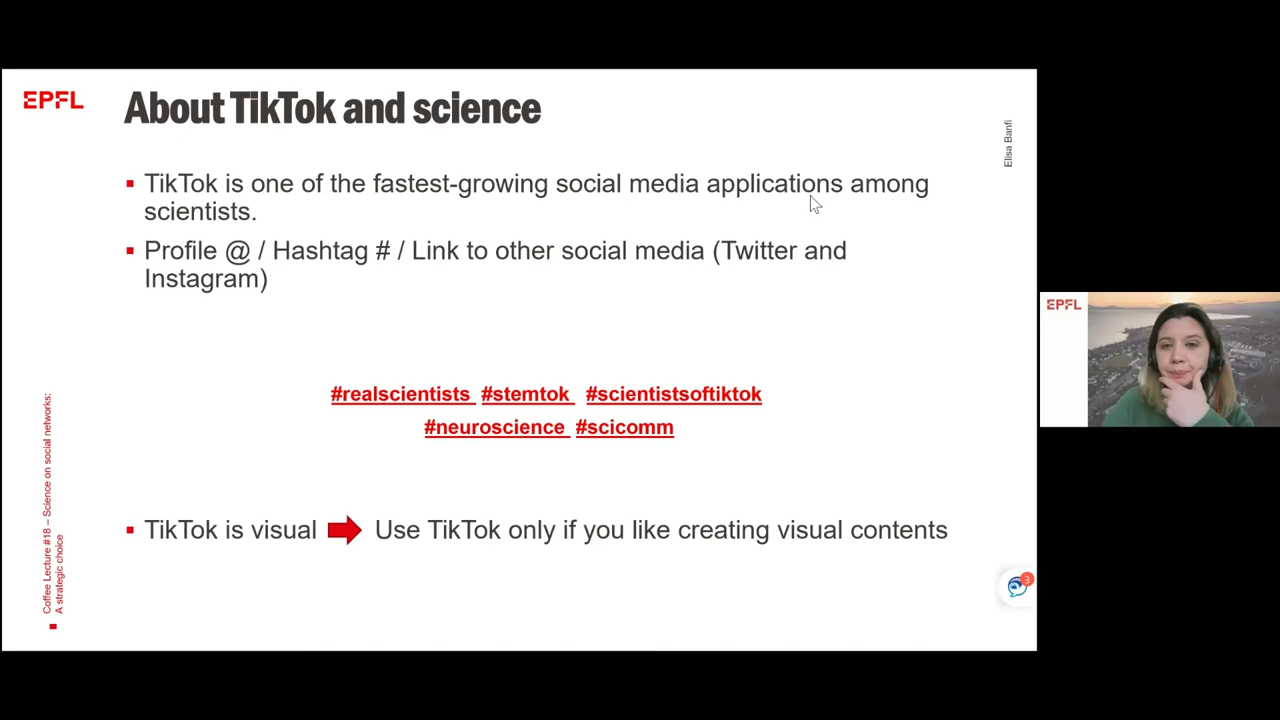 EPFL
About TikTok and science
Elisa Banfi
▪ TikTok is one of the fastest-growing social media applications among
scientists.
▪ Profile @ / Hashtag # / Link to other social media (Twitter and
Instagram)
#realscientists #stemtok #scientistsoftiktok
#neuroscience #scicomm
▪ TikTok is visual Use TikTok only if you like creating visual contents
Coffee Lecture #18 – Science on social networks:
A strategic choice
3
EPFL